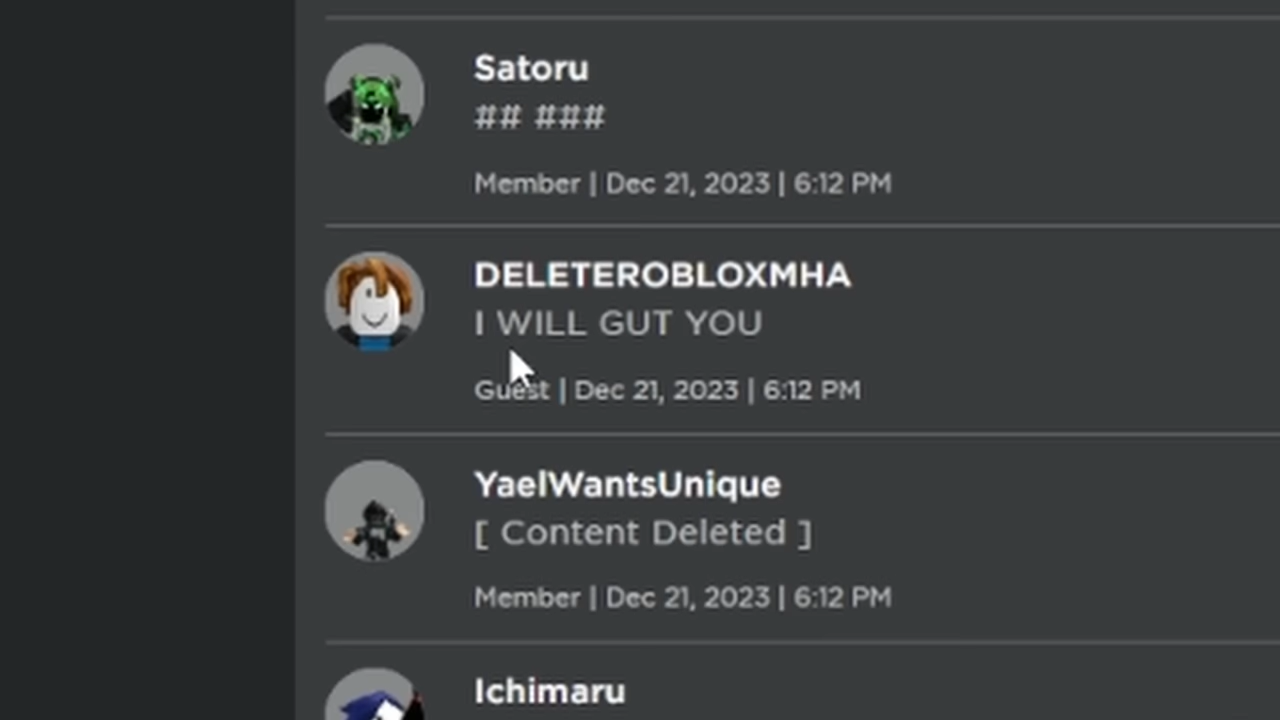 Satoru
## ###
Member | Dec 21, 2023 | 6:12 PM
DELETEROBLOXMHA
I WILL GUT YOU
Guest | Dec 21, 2023 | 6:12 PM
YaelWantsUnique
[ Content Deleted ]
Member | Dec 21, 2023 | 6:12 PM
Ichimaru